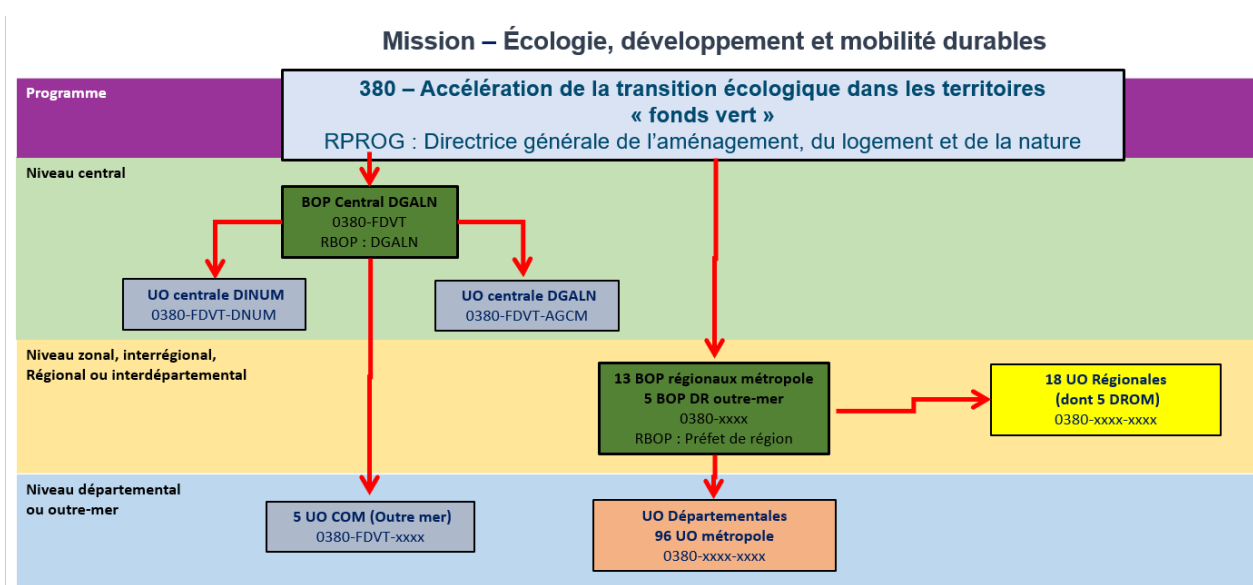 Mission – Écologie, développement et mobilité durables
Programme
380 – Accélération de la transition écologique dans les territoires
« fonds vert »
RPROG : Directrice générale de l’aménagement, du logement et de la nature
Niveau central
BOP Central DGALN
0380-FDVT
RBOP : DGALN
UO centrale DINUM
0380-FDVT-DNUM
UO centrale DGALN
0380-FDVT-AGCM
Niveau zonal, interrégional,
Régional ou interdépartemental
13 BOP régionaux métropole
5 BOP DR outre-mer
0380-xxxx
RBOP : Préfet de région
18 UO Régionales
(dont 5 DROM)
0380-xxxx-xxxx
Niveau départemental
ou outre-mer
5 UO COM (Outre mer)
0380-FDVT-xxxx
UO Départementales
96 UO métropole
0380-xxxx-xxxx